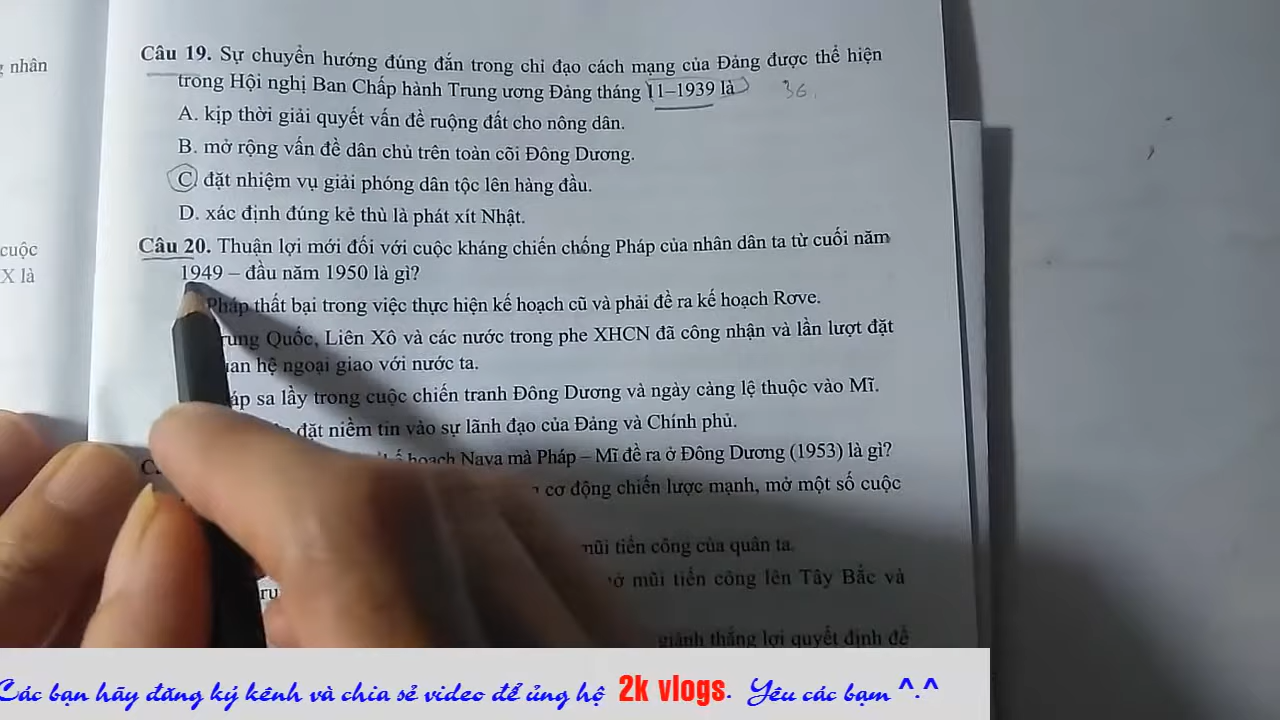 g nhân
Câu 19. Sự chuyển hướng đúng đắn trong chỉ đạo cách mạng của Đảng được thể hiện
trong Hội nghị Ban Chấp hành Trung ương Đảng tháng 11–1939 là 36
A. kịp thời giải quyết vấn đề ruộng đất cho nông dân.
B. mở rộng vấn đề dân chủ trên toàn cõi Đông Dương.
C. đặt nhiệm vụ giải phóng dân tộc lên hàng đầu.
D. xác định đúng kẻ thù là phát xít Nhật.
cuộc
X là
Câu 20. Thuận lợi mới đối với cuộc kháng chiến chống Pháp của nhân dân ta từ cuối năm
1949 – đầu năm 1950 là gì?
Pháp thất bại trong việc thực hiện kế hoạch cũ và phải đề ra kế hoạch Rơve.
rung Quốc, Liên Xô và các nước trong phe XHCN đã công nhận và lần lượt đặt
uan hệ ngoại giao với nước ta.
áp sa lầy trong cuộc chiến tranh Đông Dương và ngày càng lệ thuộc vào Mĩ.
đặt niềm tin vào sự lãnh đạo của Đảng và Chính phủ.
hoạch Nava mà Pháp – Mĩ đề ra ở Đông Dương (1953) là gì?
cơ động chiến lược mạnh, mở một số cuộc
mũi tiến công của quân ta.
mũi tiến công lên Tây Bắc và
ru
giành thắng lợi quyết định để
Các bạn hãy đăng ký kênh và chia sẻ video để ủng hộ 2k vlogs. Yêu các bạm ^.^